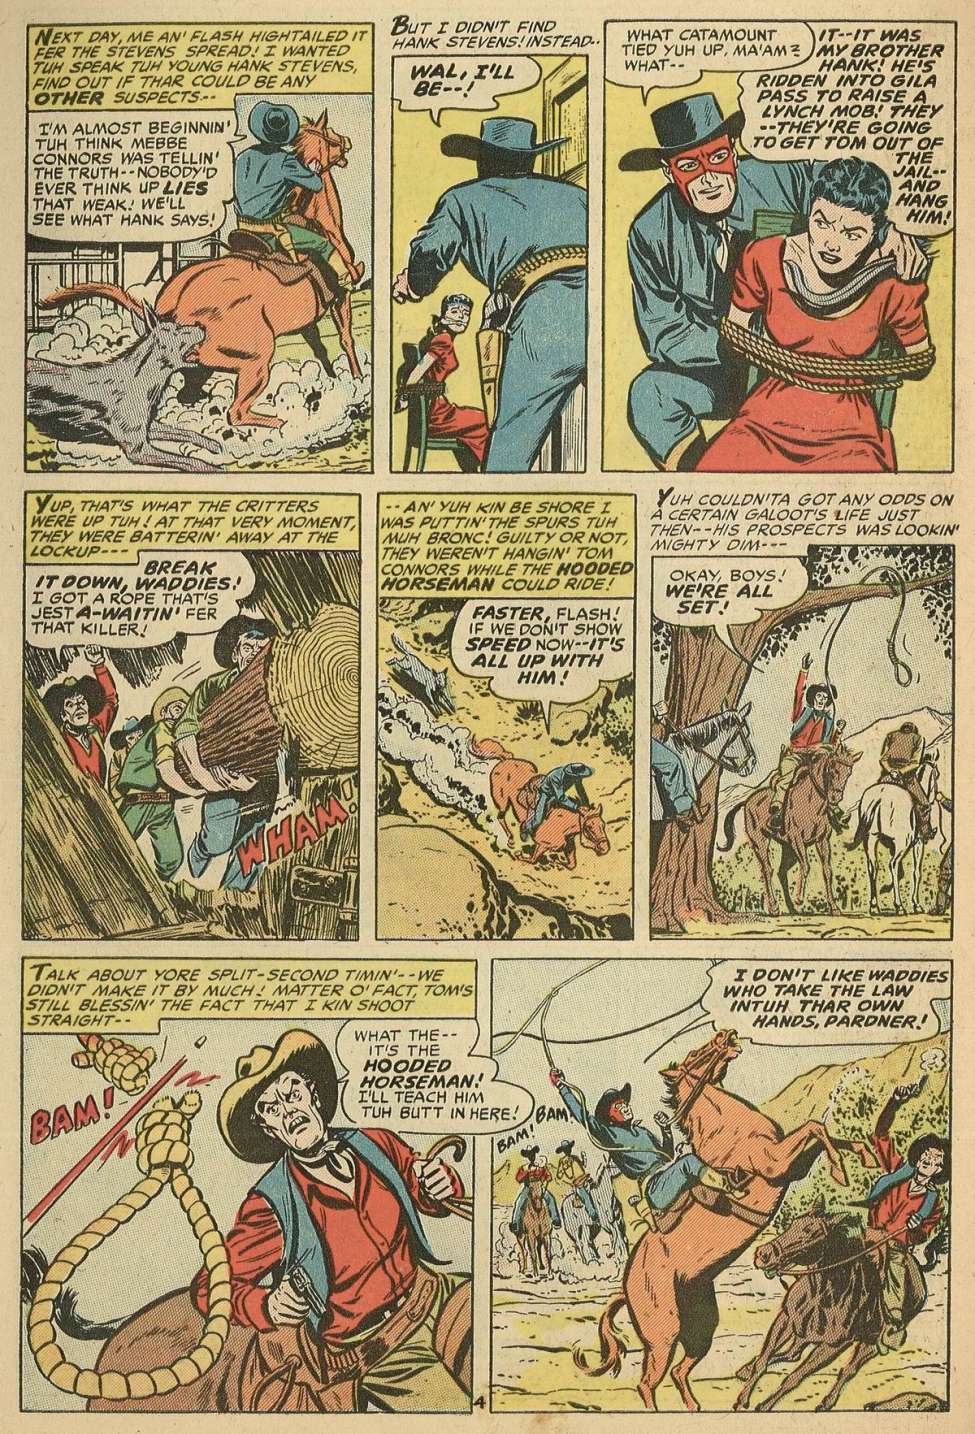 NEXT DAY, ME AN' FLASH HIGHTAILED IT
FER THE STEVENS SPREAD! I WANTED
TUH SPEAK TUH YOUNG HANK STEVENS,
FIND OUT IF THAR COULD BE ANY
OTHER SUSPECTS--
I'M ALMOST BEGINNIN'
TUH THINK MEBBE
CONNORS WAS TELLIN'
THE TRUTH--NOBODY'D
EVER THINK UP LIES
THAT WEAK! WE'LL
SEE WHAT HANK SAYS!
BUT I DIDN'T FIND
HANK STEVENS! INSTEAD--
WAL, I'LL
BE--!
WHAT CATAMOUNT
TIED YUH UP, MA'AM?
WHAT--
IT--IT WAS
MY BROTHER
HANK! HE'S
RIDDEN INTO GILA
PASS TO RAISE A
LYNCH MOB! THEY
--THEY'RE GOING
TO GET TOM OUT OF
THE
JAIL--
AND
HANG
HIM!
YUP, THAT'S WHAT THE CRITTERS
WERE UP TUH! AT THAT VERY MOMENT,
THEY WERE BATTERIN' AWAY AT THE
LOCKUP---
BREAK
IT DOWN, WADDIES!
I GOT A ROPE THAT'S
JEST A-WAITIN' FER
THAT KILLER!
WHAM!
-- AN' YUH KIN BE SHORE I
WAS PUTTIN' THE SPURS TUH
MUH BRONC! GUILTY OR NOT,
THEY WEREN'T HANGIN' TOM
CONNORS WHILE THE HOODED
HORSEMAN COULD RIDE!
FASTER, FLASH!
IF WE DON'T SHOW
SPEED NOW--IT'S
ALL UP WITH
HIM!
YUH COULDN'TA GOT ANY ODDS ON
A CERTAIN GALOOT'S LIFE JUST
THEN--HIS PROSPECTS WAS LOOKIN'
MIGHTY DIM---
OKAY, BOYS!
WE'RE ALL
SET!
TALK ABOUT YORE SPLIT-SECOND TIMIN'--WE
DIDN'T MAKE IT BY MUCH! MATTER O' FACT, TOM'S
STILL BLESSIN' THE FACT THAT I KIN SHOOT
STRAIGHT--
BAM!
WHAT THE--
IT'S THE
HOODED
HORSEMAN!
I'LL TEACH HIM
TUH BUTT IN HERE!
I DON'T LIKE WADDIES
WHO TAKE THE LAW
INTUH THAR OWN
HANDS, PARDNER!
BAM!
BAM!
4